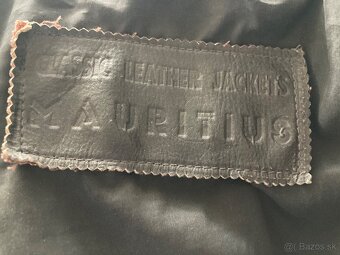 CLASSIC LEATHER JACKETS
MAURITIUS
© Bazos.sk